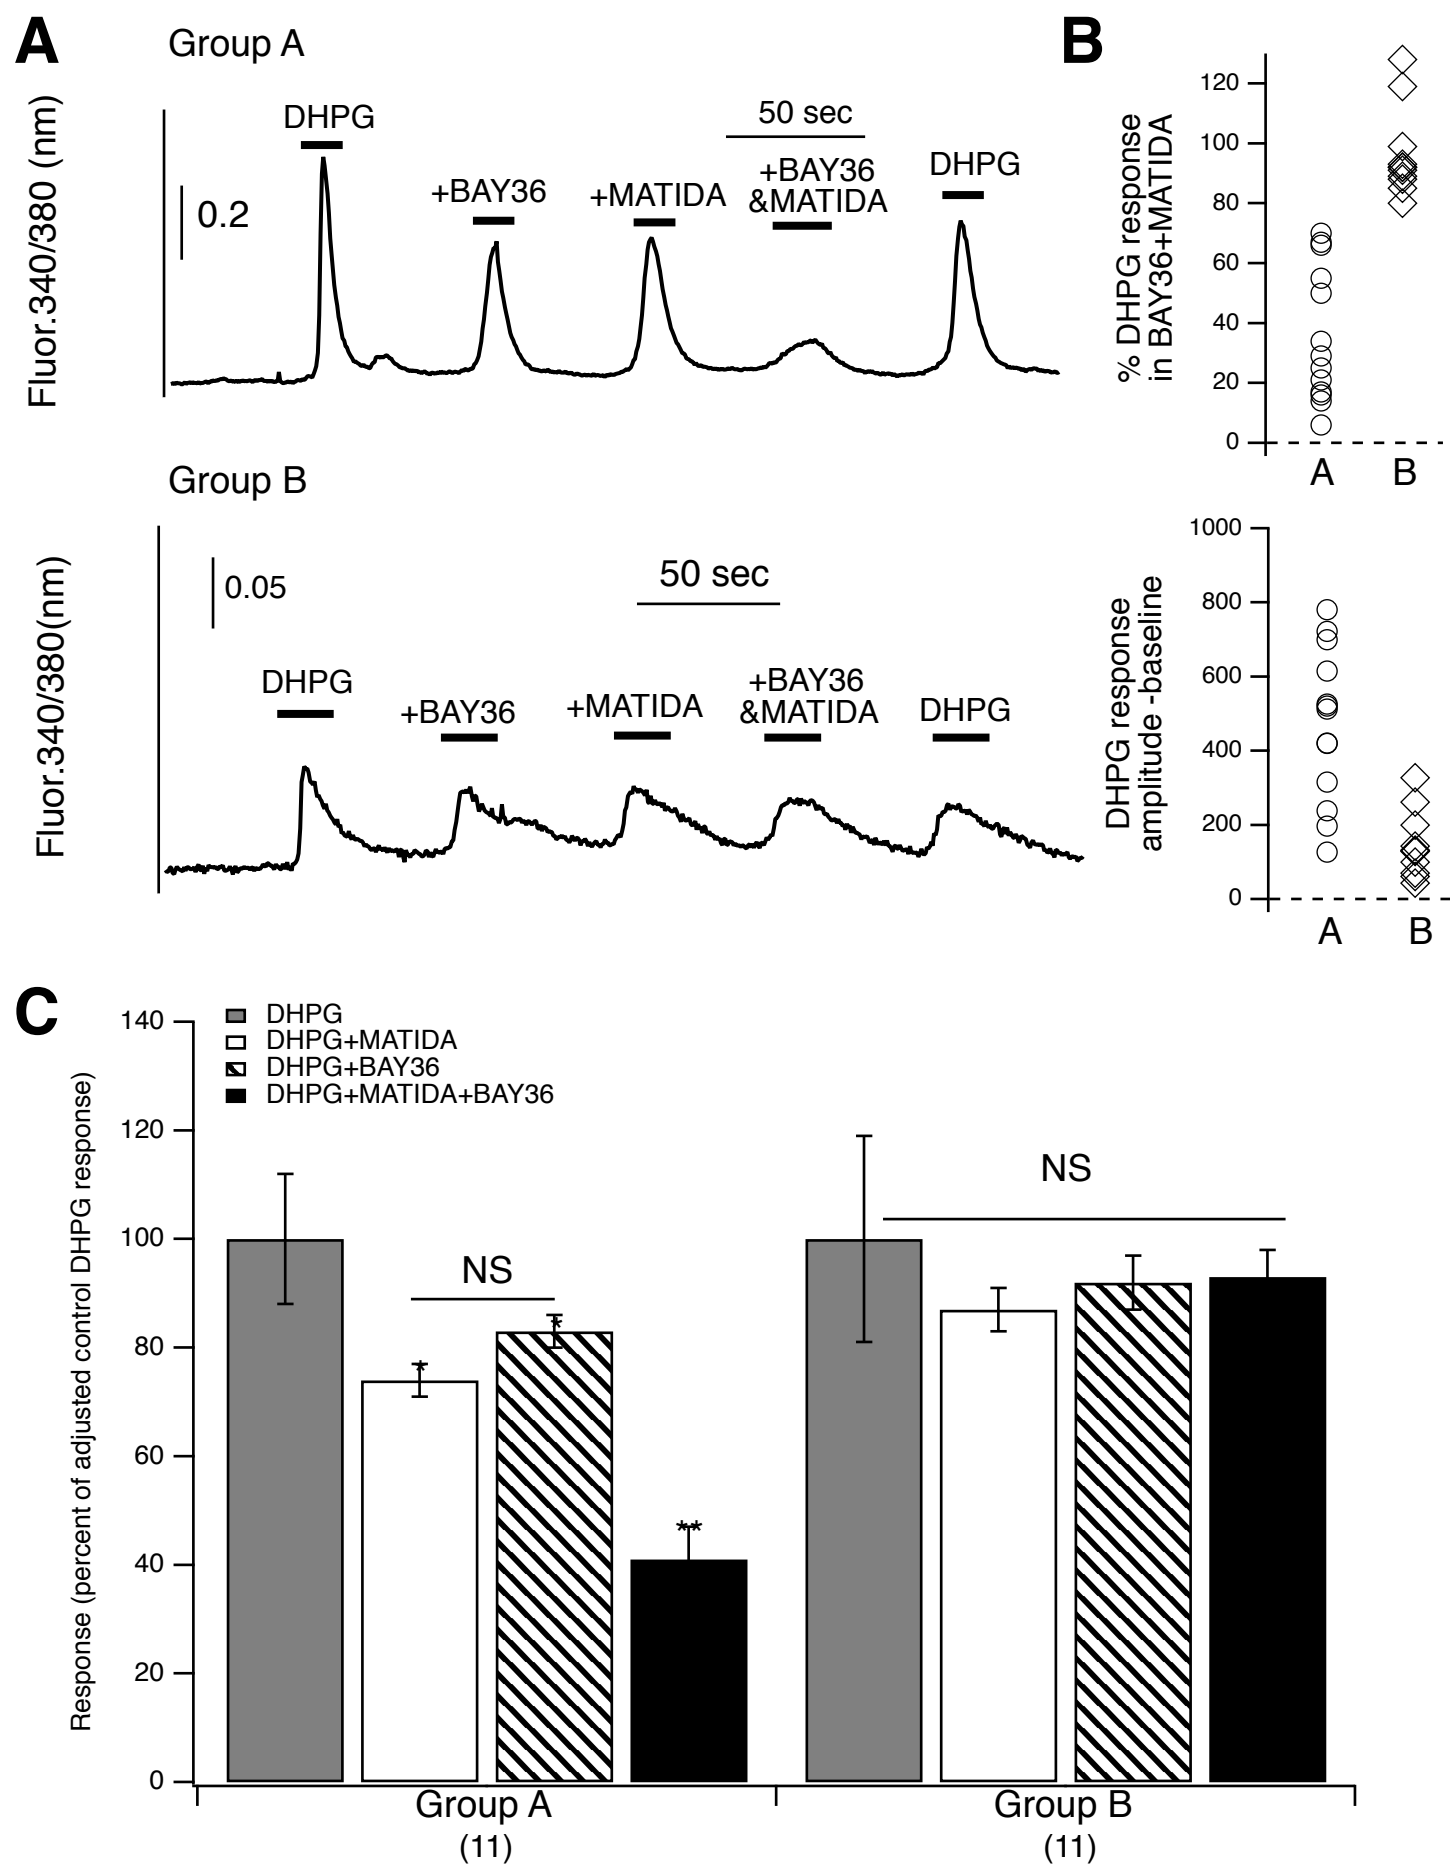 A
Group A
Fluor.340/380 (nm)
0.2
DHPG
+BAY36
+MATIDA
50 sec
+BAY36
&MATIDA
DHPG
Group B
Fluor.340/380(nm)
0.05
50 sec
DHPG
+BAY36
+MATIDA
+BAY36
&MATIDA
DHPG
B
% DHPG response
in BAY36+MATIDA
120
100
80
60
40
20
0
A
B
DHPG response
amplitude -baseline
1000
800
600
400
200
0
A
B
C
Response (percent of adjusted control DHPG response)
140
120
100
80
60
40
20
0
DHPG
DHPG+MATIDA
DHPG+BAY36
DHPG+MATIDA+BAY36
NS
*
*
**
NS
Group A
(11)
Group B
(11)